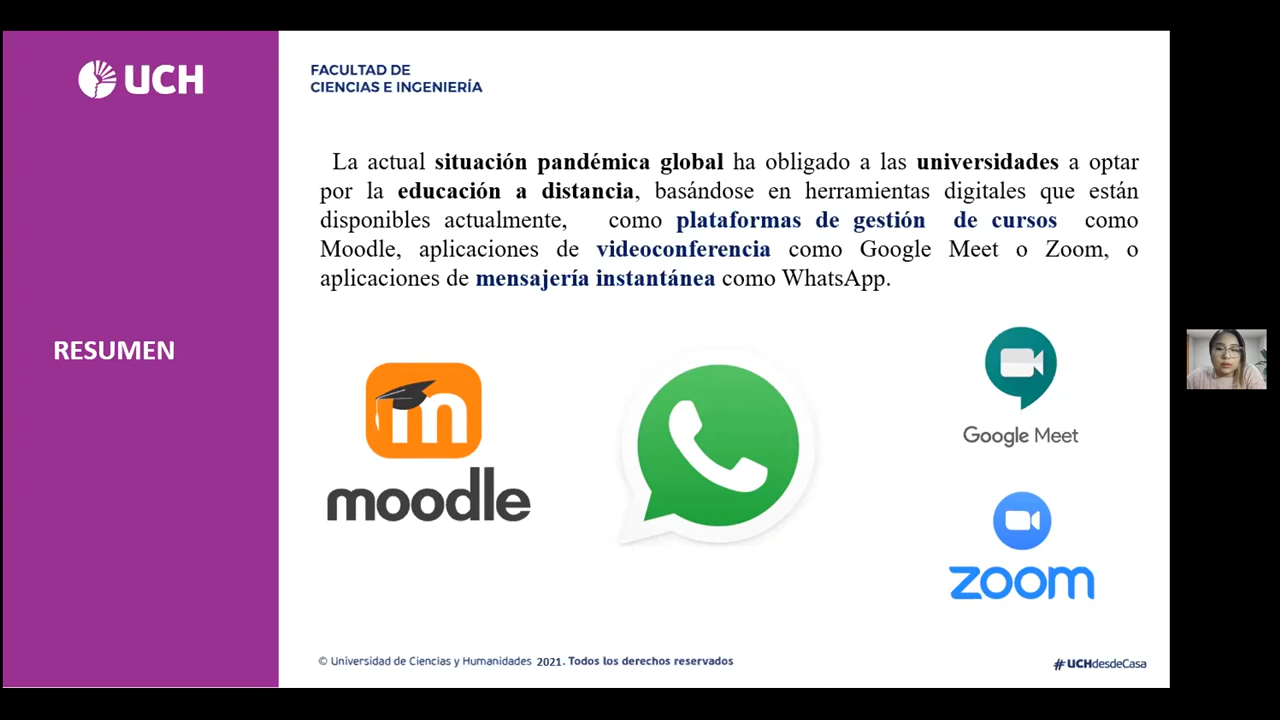 UCH
FACULTAD DE
CIENCIAS E INGENIERÍA
La actual situación pandémica global ha obligado a las universidades a optar
por la educación a distancia, basándose en herramientas digitales que están
disponibles actualmente, como plataformas de gestión de cursos como
Moodle, aplicaciones de videoconferencia como Google Meet o Zoom, o
aplicaciones de mensajería instantánea como WhatsApp.
RESUMEN
m
moodle
Google Meet
zoom
© Universidad de Ciencias y Humanidades 2021. Todos los derechos reservados
#UCHdesdeCasa